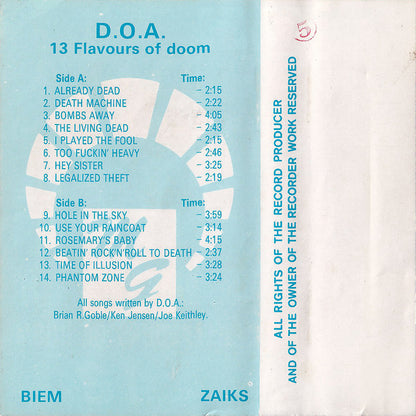 D.O.A.
13 Flavours of doom
Side A: Time:
1. ALREADY DEAD – 2:15
2. DEATH MACHINE – 2:22
3. BOMBS AWAY – 4:05
4. THE LIVING DEAD – 2:43
5. I PLAYED THE FOOL – 2:15
6. TOO FUCKIN' HEAVY – 2:46
7. HEY SISTER – 3:25
8. LEGALIZED THEFT – 2:19
Side B: Time:
9. HOLE IN THE SKY – 3:59
10. USE YOUR RAINCOAT – 3:14
11. ROSEMARY'S BABY – 4:15
12. BEATIN' ROCK'N'ROLL TO DEATH – 2:37
13. TIME OF ILLUSION – 3:28
14. PHANTOM ZONE – 3:24
All songs written by D.O.A.:
Brian R.Goble/Ken Jensen/Joe Keithley.
BIEM ZAIKS
ALL RIGHTS OF THE RECORD PRODUCER
AND OF THE OWNER OF THE RECORDER WORK RESERVED
5